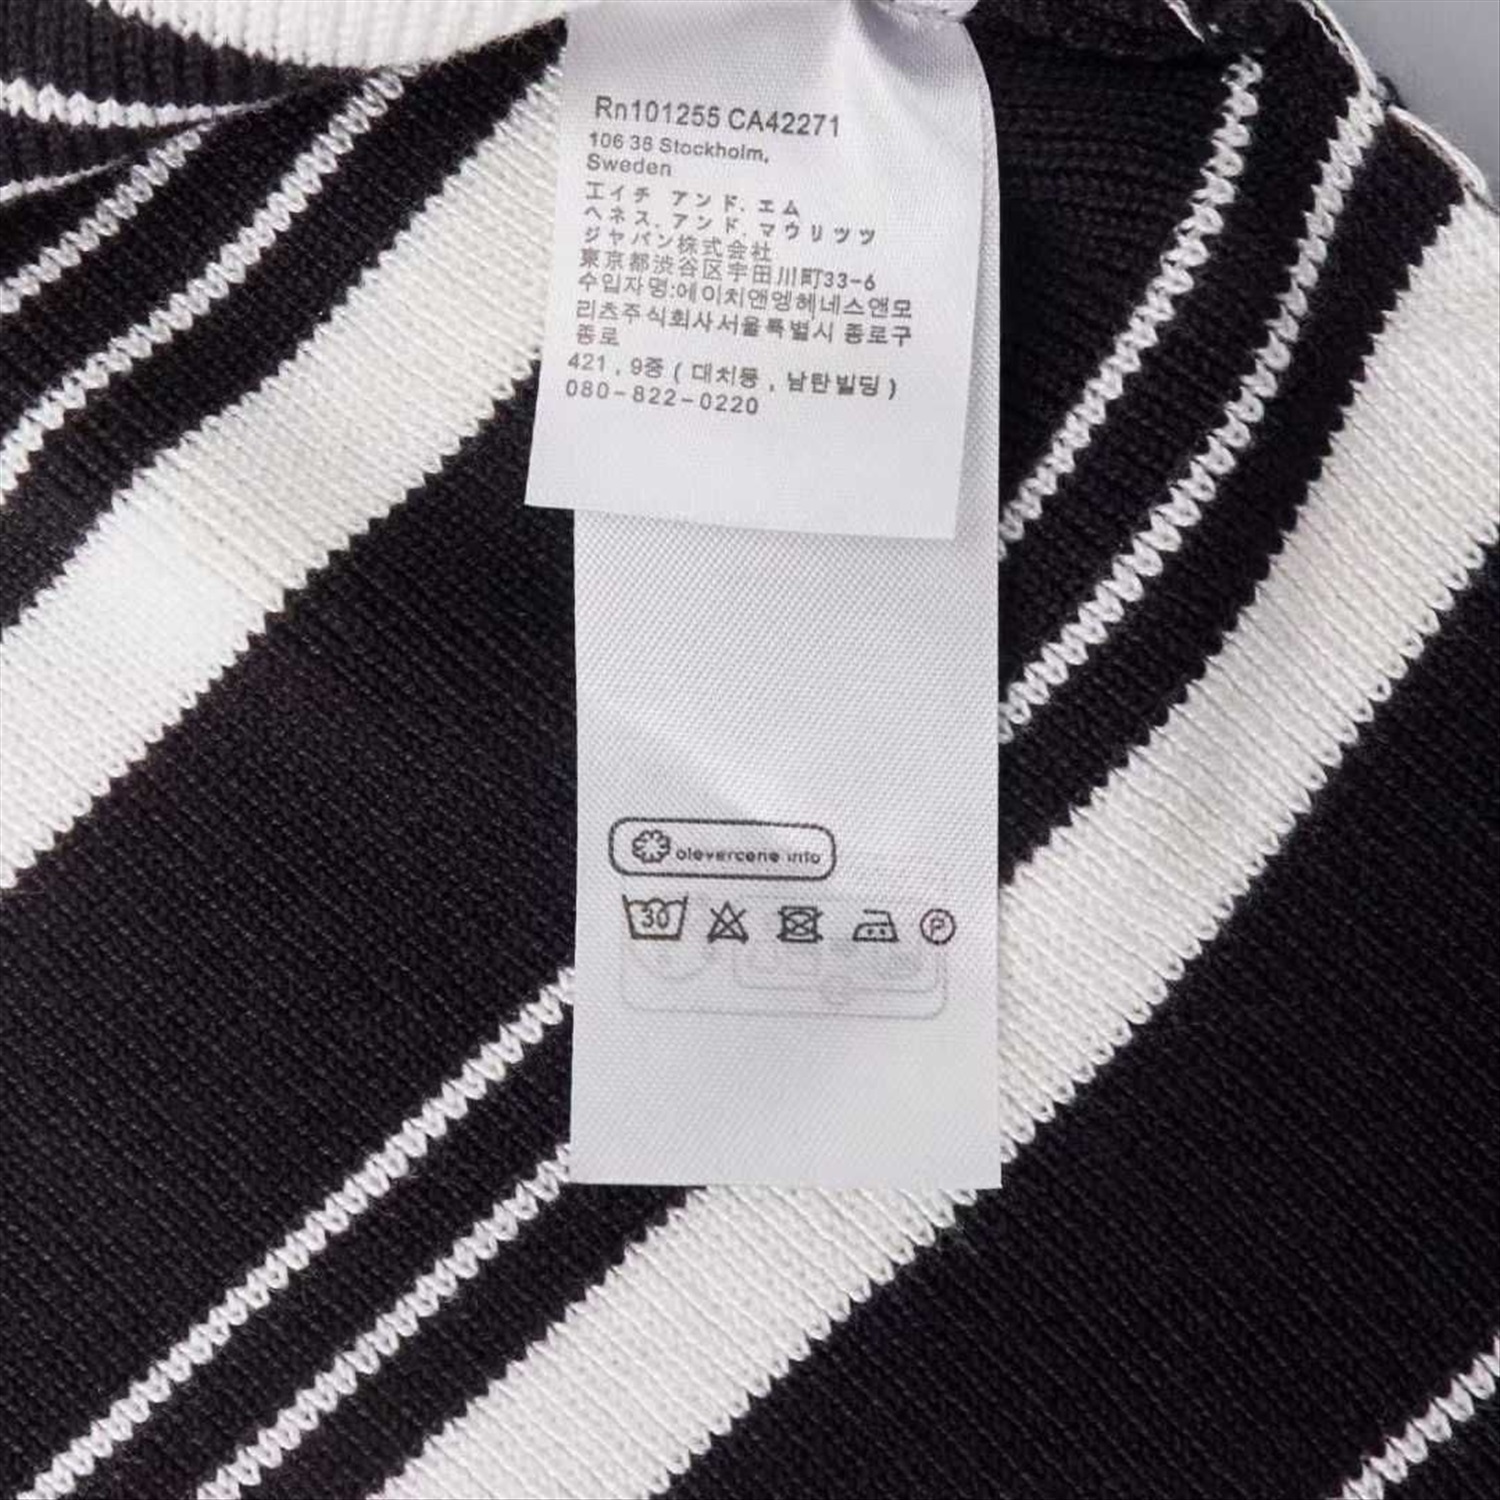 Rn101255 CA42271
106 38 Stockholm,
Sweden
エイチ アンド. エム
ヘネス. アンド. マウリッツ
ジャパン株式会社
東京都渋谷区宇田川町33-6
수입자명:에이치앤엠헤네스앤모
리츠주식회사서울특별시 종로구
종로
421 , 9중 ( 대치동 , 남탄빌딩 )
080-822-0220
olevercene info
30
P